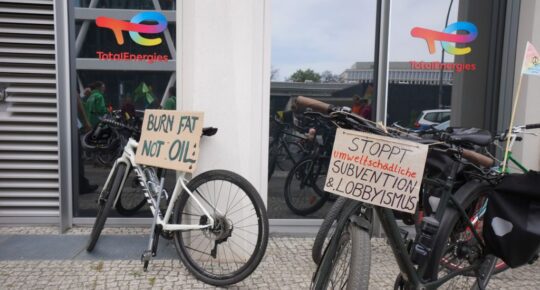 TotalEnergies
TotalEnergies
BURN FAT
NOT OIL
STOPPT
umweltschädliche
SUBVENTION
& LOBBYISMUS